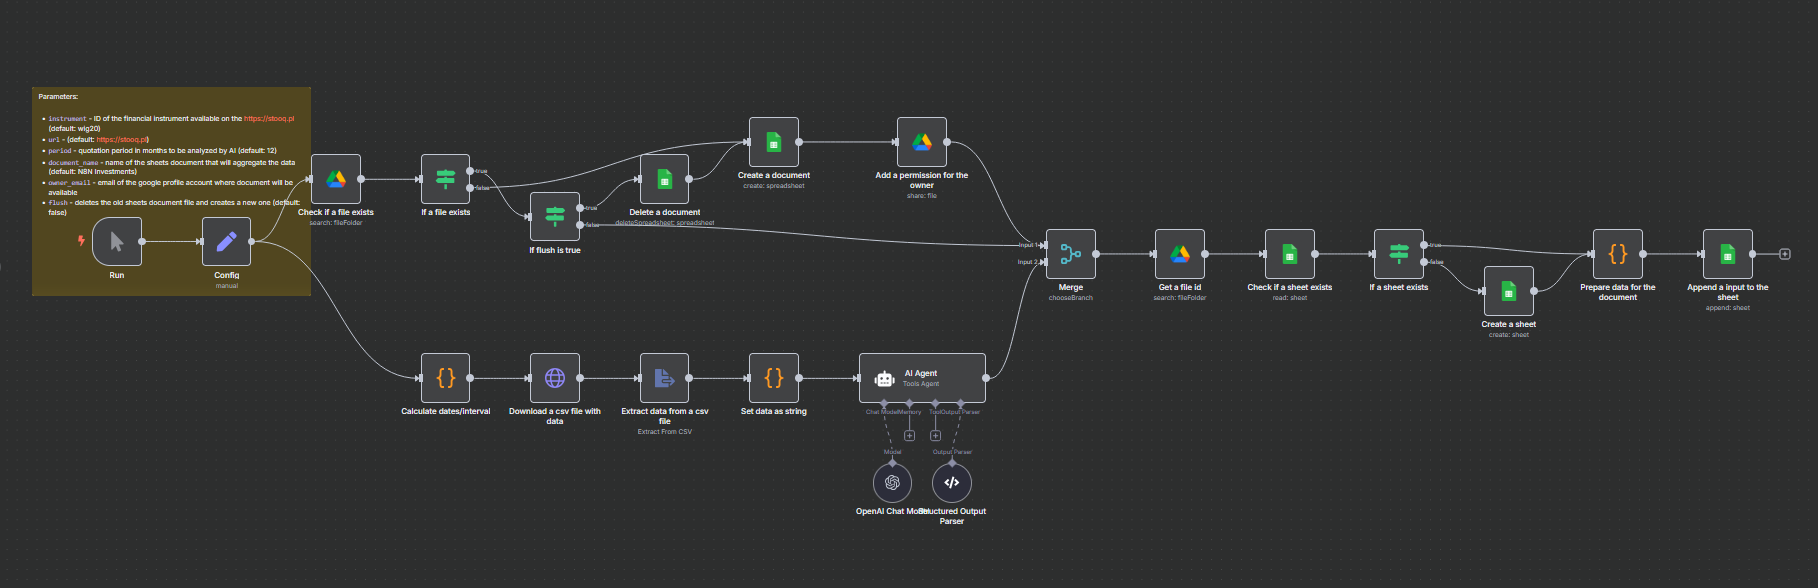 Parameters:
• instrument - ID of the financial instrument available on the https://stooq.pl
(default: wig20)
• url - (default: https://stooq.pl)
• period - quotation period in months to be analyzed by AI (default: 12)
• document_name - name of the sheets document that will aggregate the data
(default: N8N Investments)
• owner_email - email of the google profile account where document will be
available
• flush - deletes the old sheets document file and creates a new one (default:
false)
Run
Config
manual
Check if a file exists
search: fileFolder
If a file exists
true
false
If flush is true
true
false
Delete a document
deleteSpreadsheet: spreadsheet
Create a document
create: spreadsheet
Add a permission for the
owner
share: file
Input 1
Input 2
Merge
chooseBranch
Get a file id
search: fileFolder
Check if a sheet exists
read: sheet
If a sheet exists
true
false
Create a sheet
create: sheet
Prepare data for the
document
Append a input to the
sheet
append: sheet
Calculate dates/interval
Download a csv file with
data
Extract data from a csv
file
Extract From CSV
Set data as string
AI Agent
Tools Agent
Chat Model
Memory
Tool
Output Parser
Model
Output Parser
OpenAI Chat Model
Structured Output
Parser